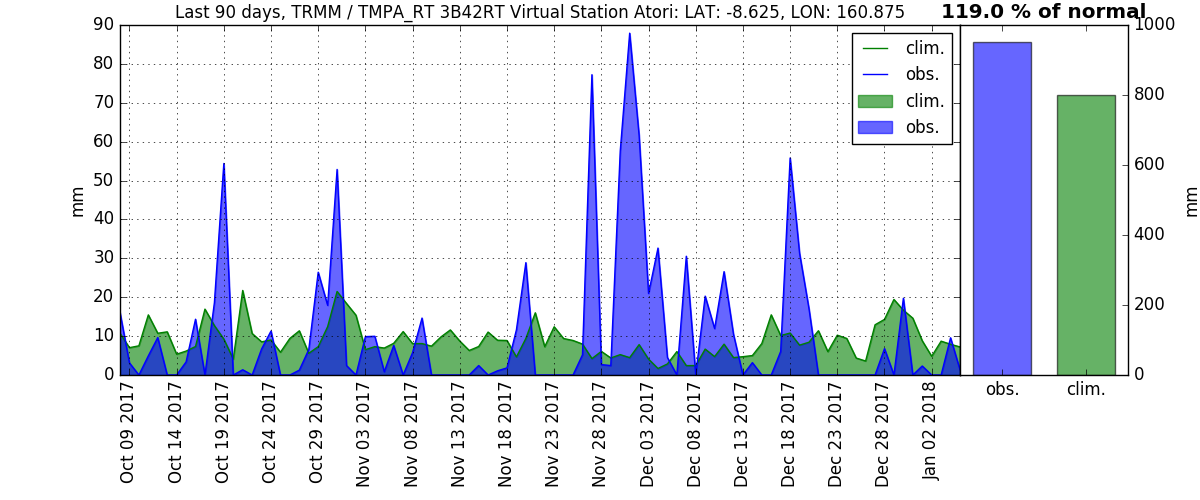 Last 90 days, TRMM / TMPA_RT 3B42RT Virtual Station Atori: LAT: -8.625, LON: 160.875
119.0 % of normal
90
80
70
60
50
40
30
20
10
0
mm
clim.
obs.
clim.
obs.
1000
800
600
400
200
0
mm
obs.
clim.
Oct 09 2017
Oct 14 2017
Oct 19 2017
Oct 24 2017
Oct 29 2017
Nov 03 2017
Nov 08 2017
Nov 13 2017
Nov 18 2017
Nov 23 2017
Nov 28 2017
Dec 03 2017
Dec 08 2017
Dec 13 2017
Dec 18 2017
Dec 23 2017
Dec 28 2017
Jan 02 2018